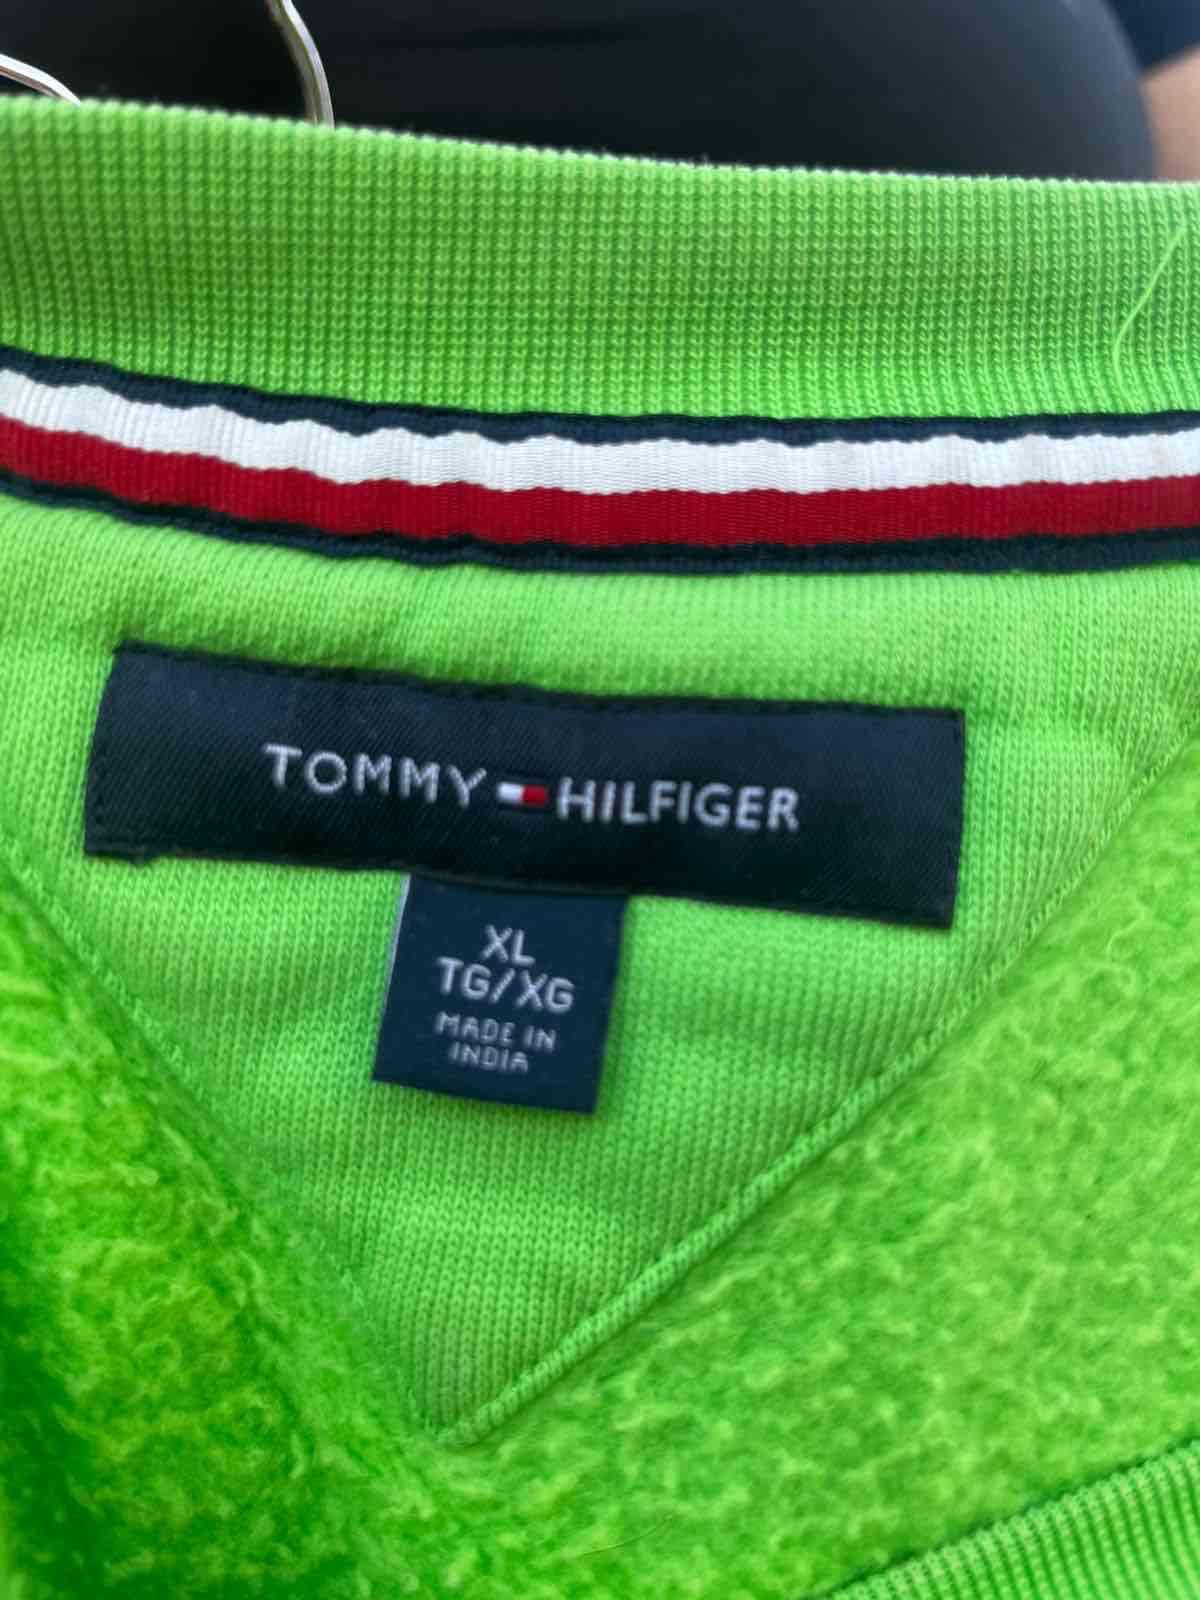 TOMMY HILFIGER
XL
TG/XG
MADE IN
INDIA